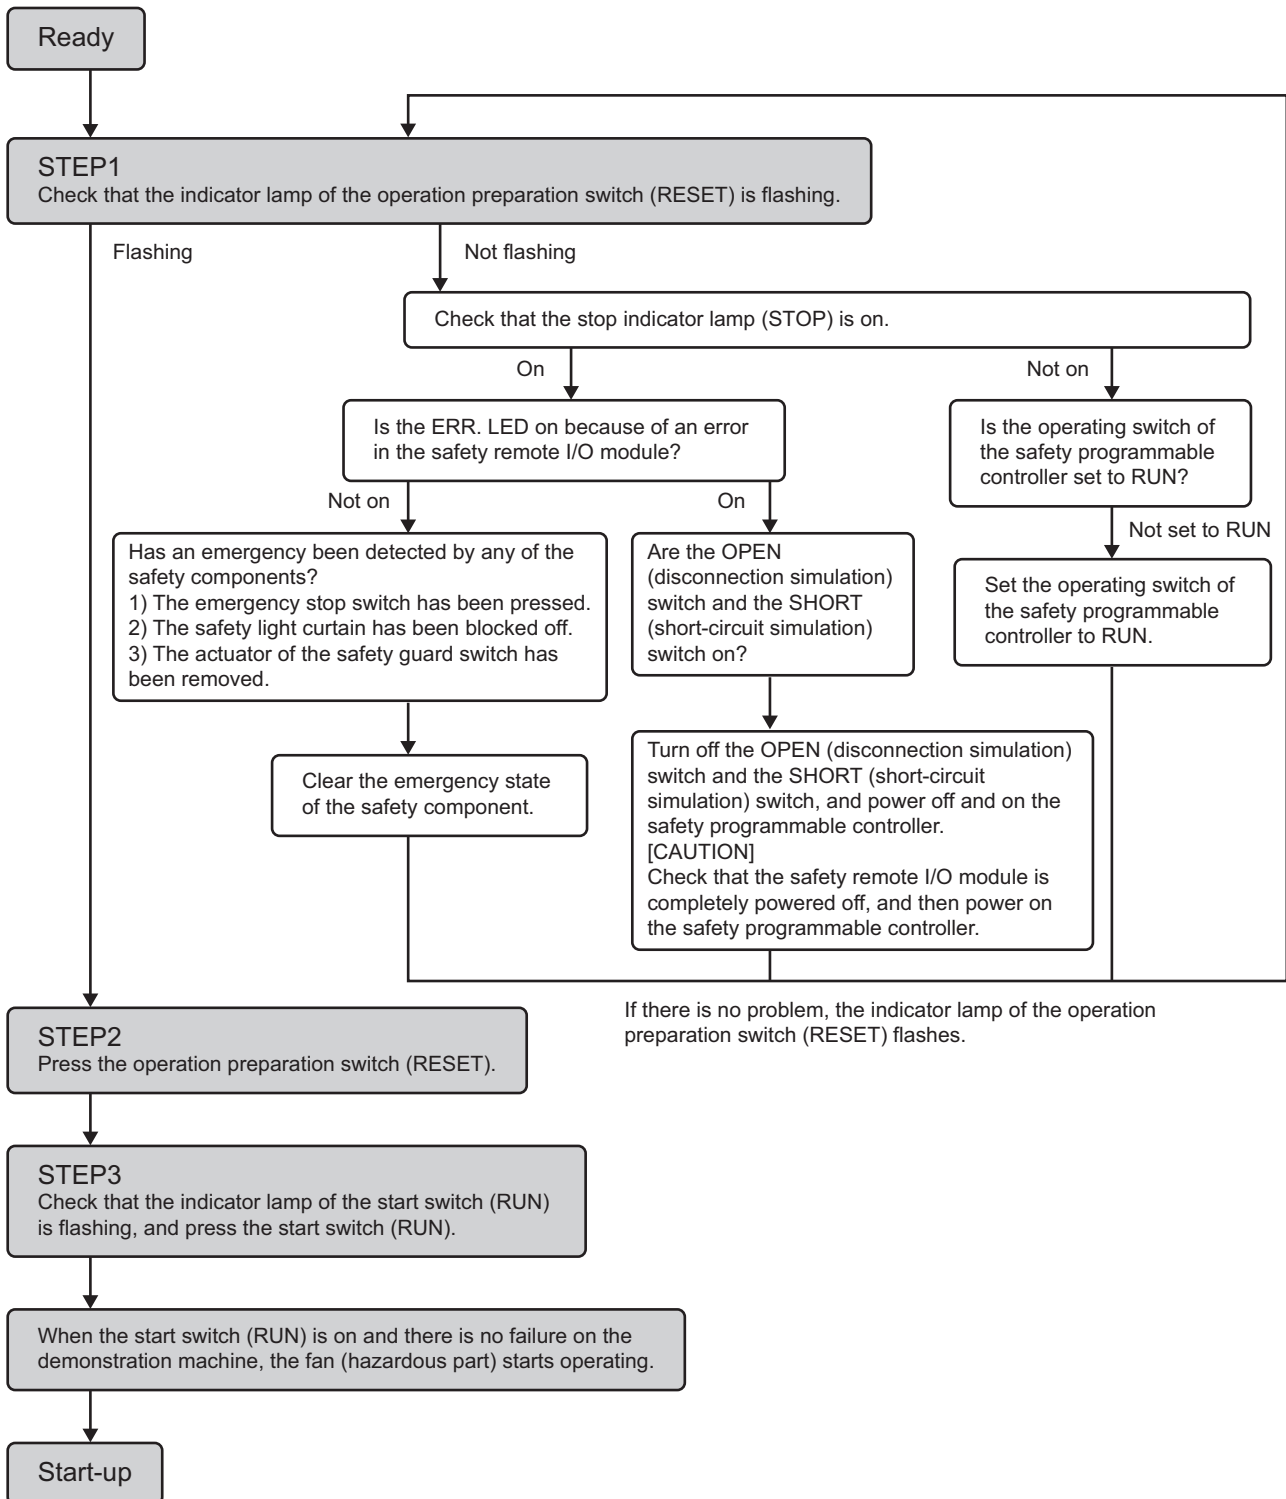 Ready
STEP1
Check that the indicator lamp of the operation preparation switch (RESET) is flashing.
Flashing
Not flashing
Check that the stop indicator lamp (STOP) is on.
On
Not on
Is the ERR. LED on because of an error
in the safety remote I/O module?
Is the operating switch of
the safety programmable
controller set to RUN?
Not on
On
Not set to RUN
Has an emergency been detected by any of the
safety components?
1) The emergency stop switch has been pressed.
2) The safety light curtain has been blocked off.
3) The actuator of the safety guard switch has
been removed.
Are the OPEN
(disconnection simulation)
switch and the SHORT
(short-circuit simulation)
switch on?
Set the operating switch of
the safety programmable
controller to RUN.
Clear the emergency state
of the safety component.
Turn off the OPEN (disconnection simulation)
switch and the SHORT (short-circuit
simulation) switch, and power off and on the
safety programmable controller.
[CAUTION]
Check that the safety remote I/O module is
completely powered off, and then power on
the safety programmable controller.
If there is no problem, the indicator lamp of the operation
preparation switch (RESET) flashes.
STEP2
Press the operation preparation switch (RESET).
STEP3
Check that the indicator lamp of the start switch (RUN)
is flashing, and press the start switch (RUN).
When the start switch (RUN) is on and there is no failure on the
demonstration machine, the fan (hazardous part) starts operating.
Start-up